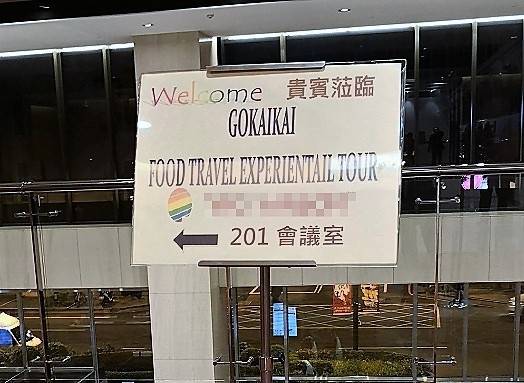 Welcome 貴賓蒞臨
GOKAIKAI
FOOD TRAVEL EXPERIENTAIL TOUR
201 會議室